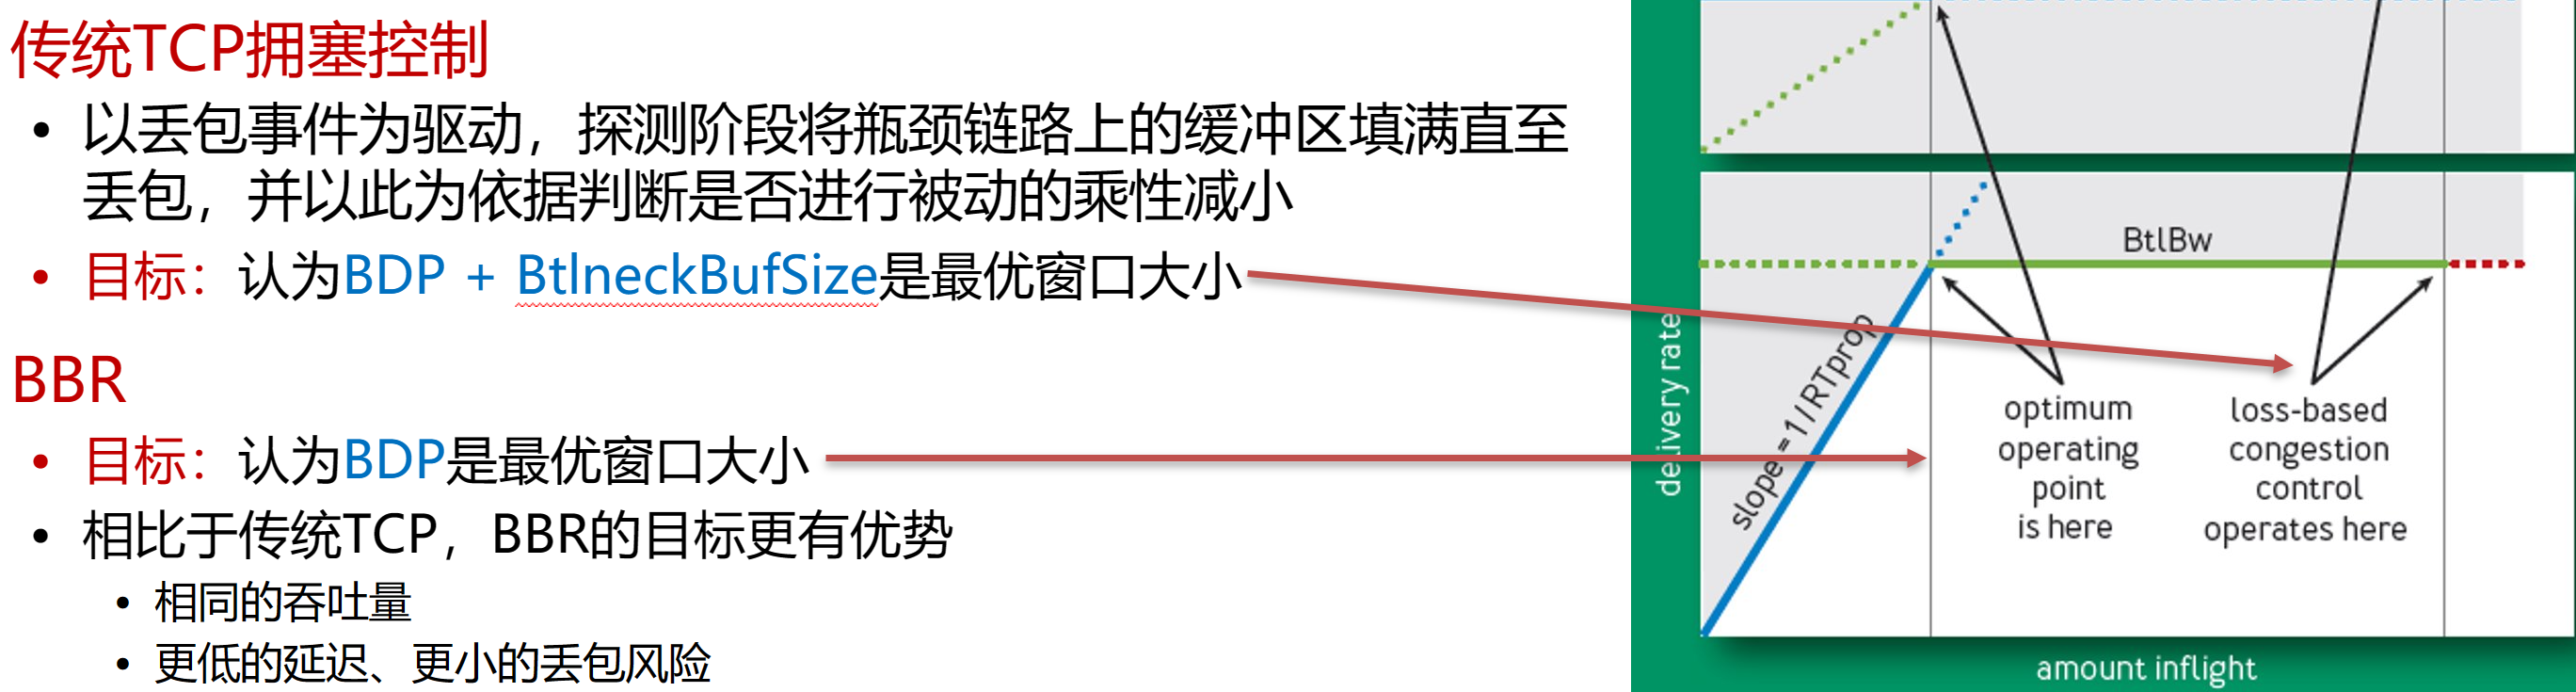 传统TCP拥塞控制
• 以丢包事件为驱动，探测阶段将瓶颈链路上的缓冲区填满直至
丢包，并以此为依据判断是否进行被动的乘性减小
• 目标：认为BDP + BtlneckBufSize是最优窗口大小
BBR
• 目标：认为BDP是最优窗口大小
• 相比于传统TCP，BBR的目标更有优势
• 相同的吞吐量
• 更低的延迟、更小的丢包风险
BtlBw
delivery rate
slope = 1/RTprop
optimum
operating
point
is here
loss-based
congestion
control
operates here
amount inflight